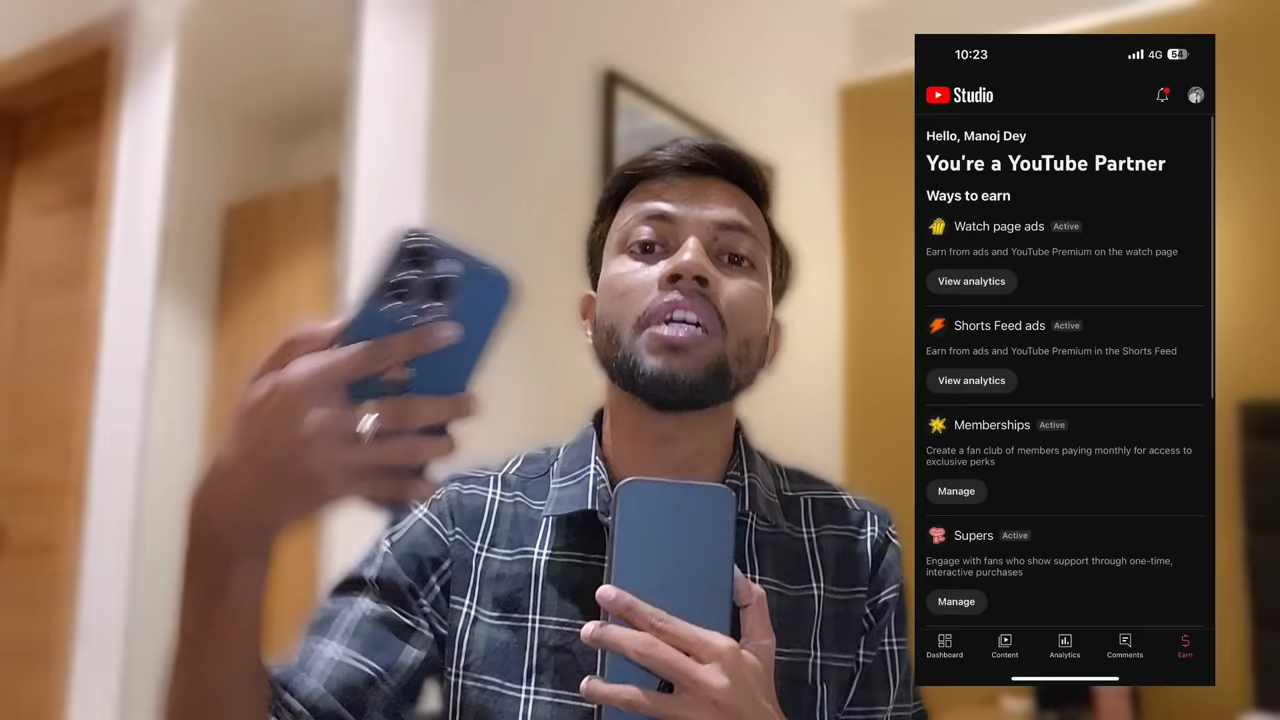 10:23
4G 54
Studio
Hello, Manoj Dey
You're a YouTube Partner
Ways to earn
Watch page ads Active
Earn from ads and YouTube Premium on the watch page
View analytics
Shorts Feed ads Active
Earn from ads and YouTube Premium in the Shorts Feed
View analytics
Memberships Active
Create a fan club of members paying monthly for access to
exclusive perks
Manage
Supers Active
Engage with fans who show support through one-time,
interactive purchases
Manage
Dashboard
Content
Analytics
Comments
Earn